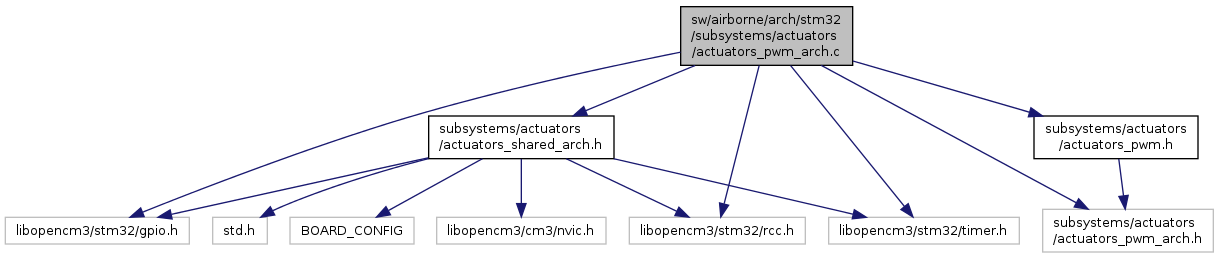 sw/airborne/arch/stm32
/subsystems/actuators
/actuators_pwm_arch.c
subsystems/actuators
/actuators_shared_arch.h
subsystems/actuators
/actuators_pwm.h
libopencm3/stm32/gpio.h
std.h
BOARD_CONFIG
libopencm3/cm3/nvic.h
libopencm3/stm32/rcc.h
libopencm3/stm32/timer.h
subsystems/actuators
/actuators_pwm_arch.h